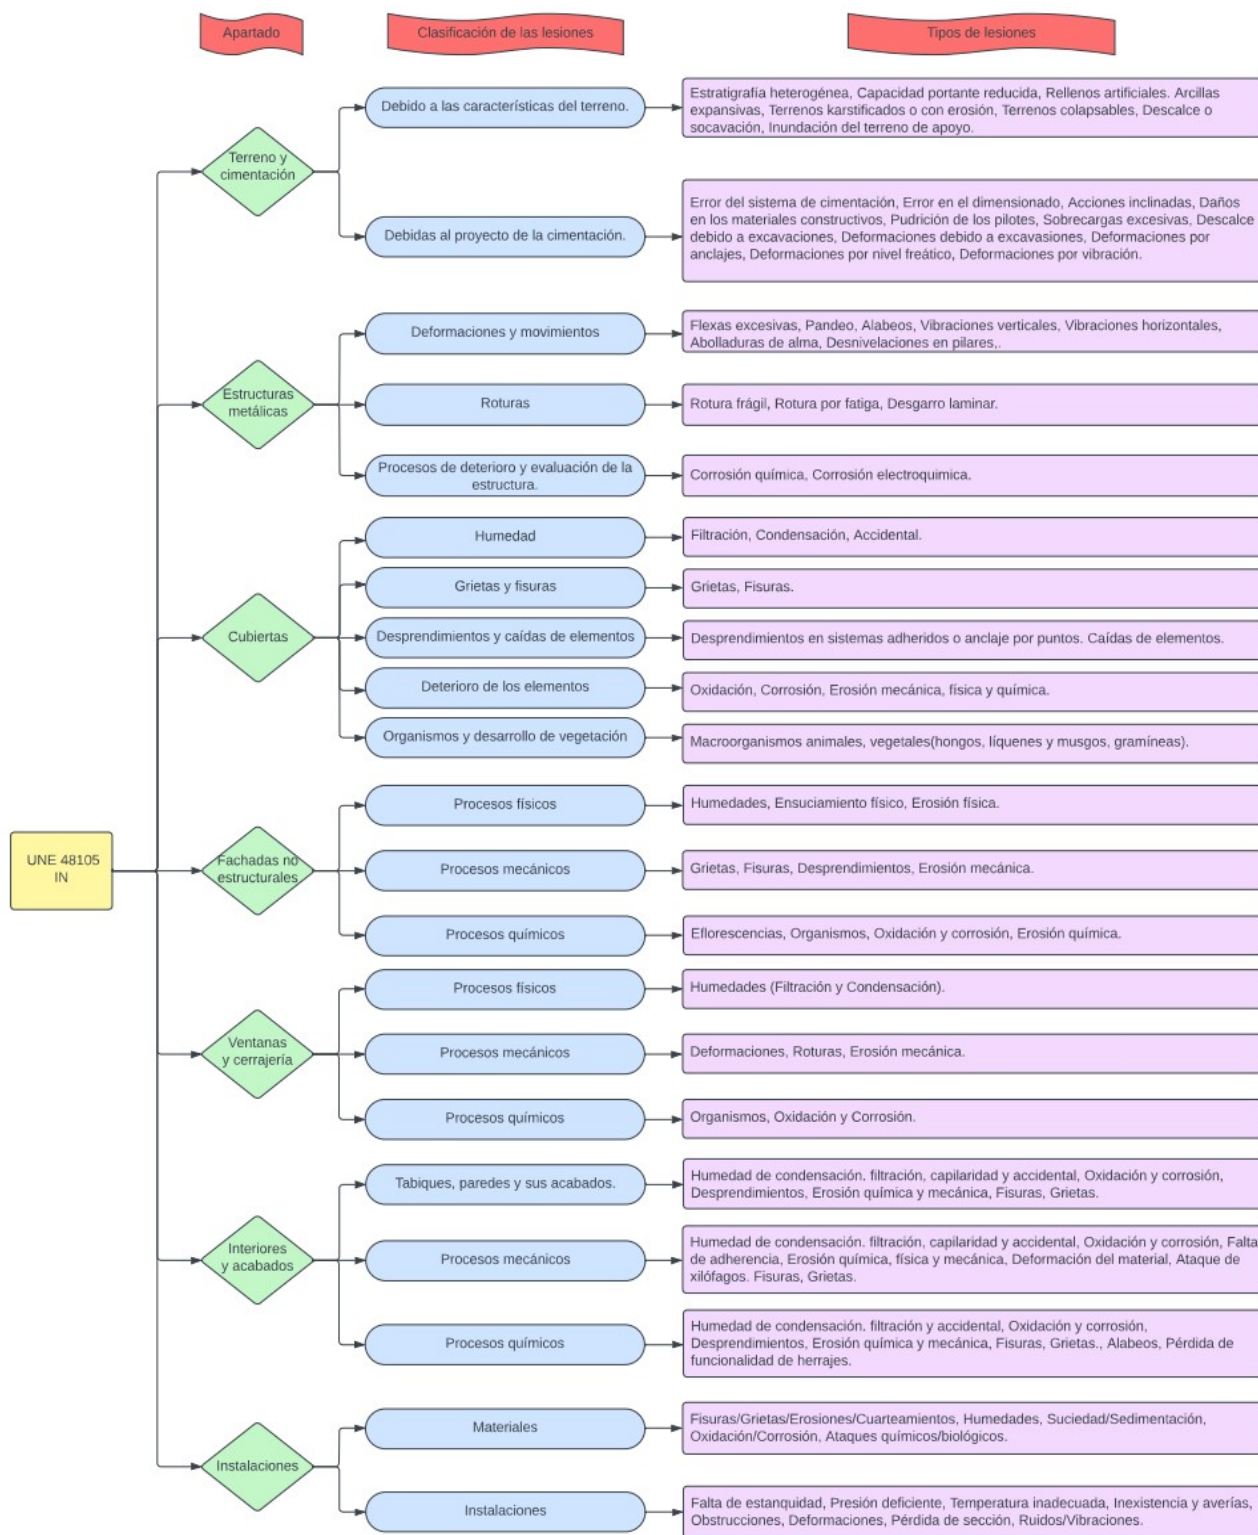 Apartado
Clasificación de las lesiones
Tipos de lesiones
UNE 48105
IN
Terreno y
cimentación
Debido a las características del terreno.
Estratigrafía heterogénea, Capacidad portante reducida, Rellenos artificiales. Arcillas
expansivas, Terrenos karstificados o con erosión, Terrenos colapsables, Descalce o
socavación, Inundación del terreno de apoyo.
Debidas al proyecto de la cimentación.
Error del sistema de cimentación, Error en el dimensionado, Acciones inclinadas, Daños
en los materiales constructivos, Pudrición de los pilotes, Sobrecargas excesivas, Descalce
debido a excavaciones, Deformaciones debido a excavasiones, Deformaciones por
anclajes, Deformaciones por nivel freático, Deformaciones por vibración.
Estructuras
metálicas
Deformaciones y movimientos
Flexas excesivas, Pandeo, Alabeos, Vibraciones verticales, Vibraciones horizontales,
Abolladuras de alma, Desnivelaciones en pilares,.
Roturas
Rotura frágil, Rotura por fatiga, Desgarro laminar.
Procesos de deterioro y evaluación de la
estructura.
Corrosión química, Corrosión electroquimica.
Cubiertas
Humedad
Filtración, Condensación, Accidental.
Grietas y fisuras
Grietas, Fisuras.
Desprendimientos y caídas de elementos
Desprendimientos en sistemas adheridos o anclaje por puntos. Caídas de elementos.
Deterioro de los elementos
Oxidación, Corrosión, Erosión mecánica, física y química.
Organismos y desarrollo de vegetación
Macroorganismos animales, vegetales(hongos, líquenes y musgos, gramíneas).
Fachadas no
estructurales
Procesos físicos
Humedades, Ensuciamiento físico, Erosión física.
Procesos mecánicos
Grietas, Fisuras, Desprendimientos, Erosión mecánica.
Procesos químicos
Eflorescencias, Organismos, Oxidación y corrosión, Erosión química.
Ventanas
y cerrajería
Procesos físicos
Humedades (Filtración y Condensación).
Procesos mecánicos
Deformaciones, Roturas, Erosión mecánica.
Procesos químicos
Organismos, Oxidación y Corrosión.
Interiores
y acabados
Tabiques, paredes y sus acabados.
Humedad de condensación. filtración, capilaridad y accidental, Oxidación y corrosión,
Desprendimientos, Erosión química y mecánica, Fisuras, Grietas.
Procesos mecánicos
Humedad de condensación. filtración, capilaridad y accidental, Oxidación y corrosión, Falta
de adherencia, Erosión química, física y mecánica, Deformación del material, Ataque de
xilófagos. Fisuras, Grietas.
Procesos químicos
Humedad de condensación. filtración y accidental, Oxidación y corrosión,
Desprendimientos, Erosión química y mecánica, Fisuras, Grietas., Alabeos, Pérdida de
funcionalidad de herrajes.
Instalaciones
Materiales
Fisuras/Grietas/Erosiones/Cuarteamientos, Humedades, Suciedad/Sedimentación,
Oxidación/Corrosión, Ataques químicos/biológicos.
Instalaciones
Falta de estanquidad, Presión deficiente, Temperatura inadecuada, Inexistencia y averías,
Obstrucciones, Deformaciones, Pérdida de sección, Ruidos/Vibraciones.